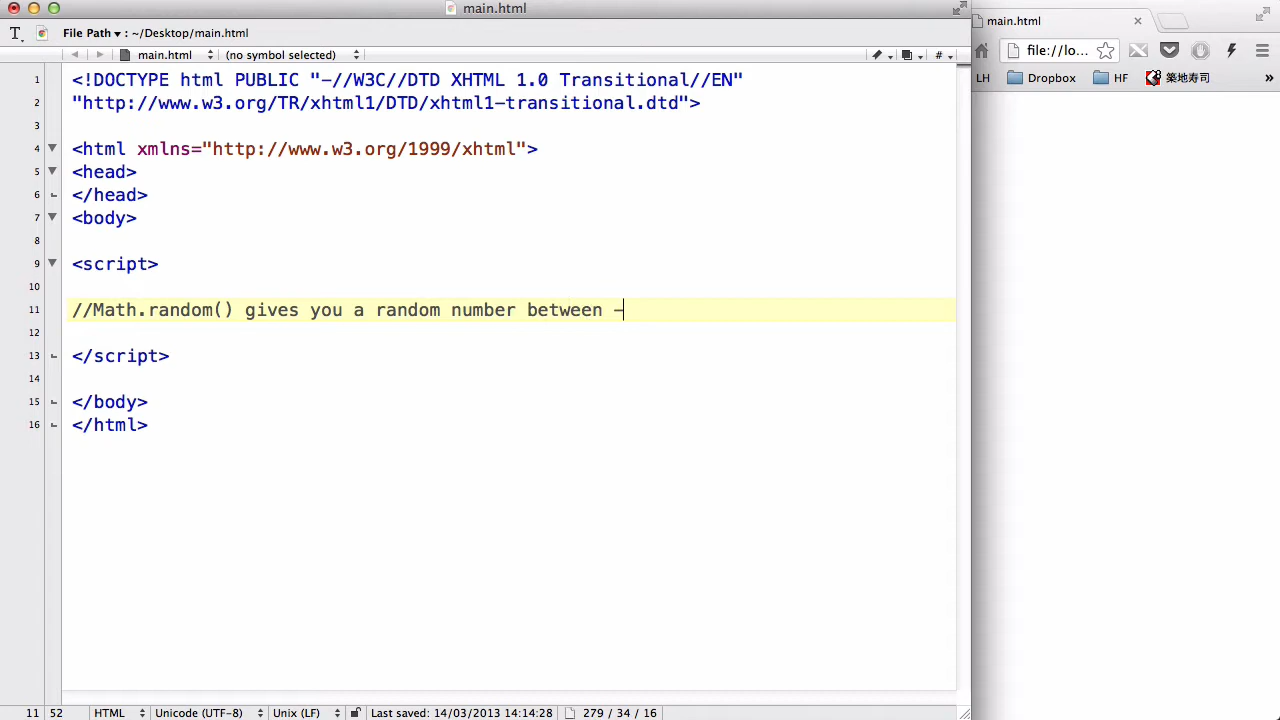 main.html
File Path ▾ : ~/Desktop/main.html
main.html (no symbol selected) #
1 <!DOCTYPE html PUBLIC "-//W3C//DTD XHTML 1.0 Transitional//EN"
2 "http://www.w3.org/TR/xhtml1/DTD/xhtml1-transitional.dtd">
3
4 <html xmlns="http://www.w3.org/1999/xhtml">
5 <head>
6 </head>
7 <body>
8
9 <script>
10
11 //Math.random() gives you a random number between -
12
13 </script>
14
15 </body>
16 </html>
11 52 HTML Unicode (UTF-8) Unix (LF) Last saved: 14/03/2013 14:14:28 279 / 34 / 16
main.html
file://lo...
LH Dropbox HF 築地寿司 »